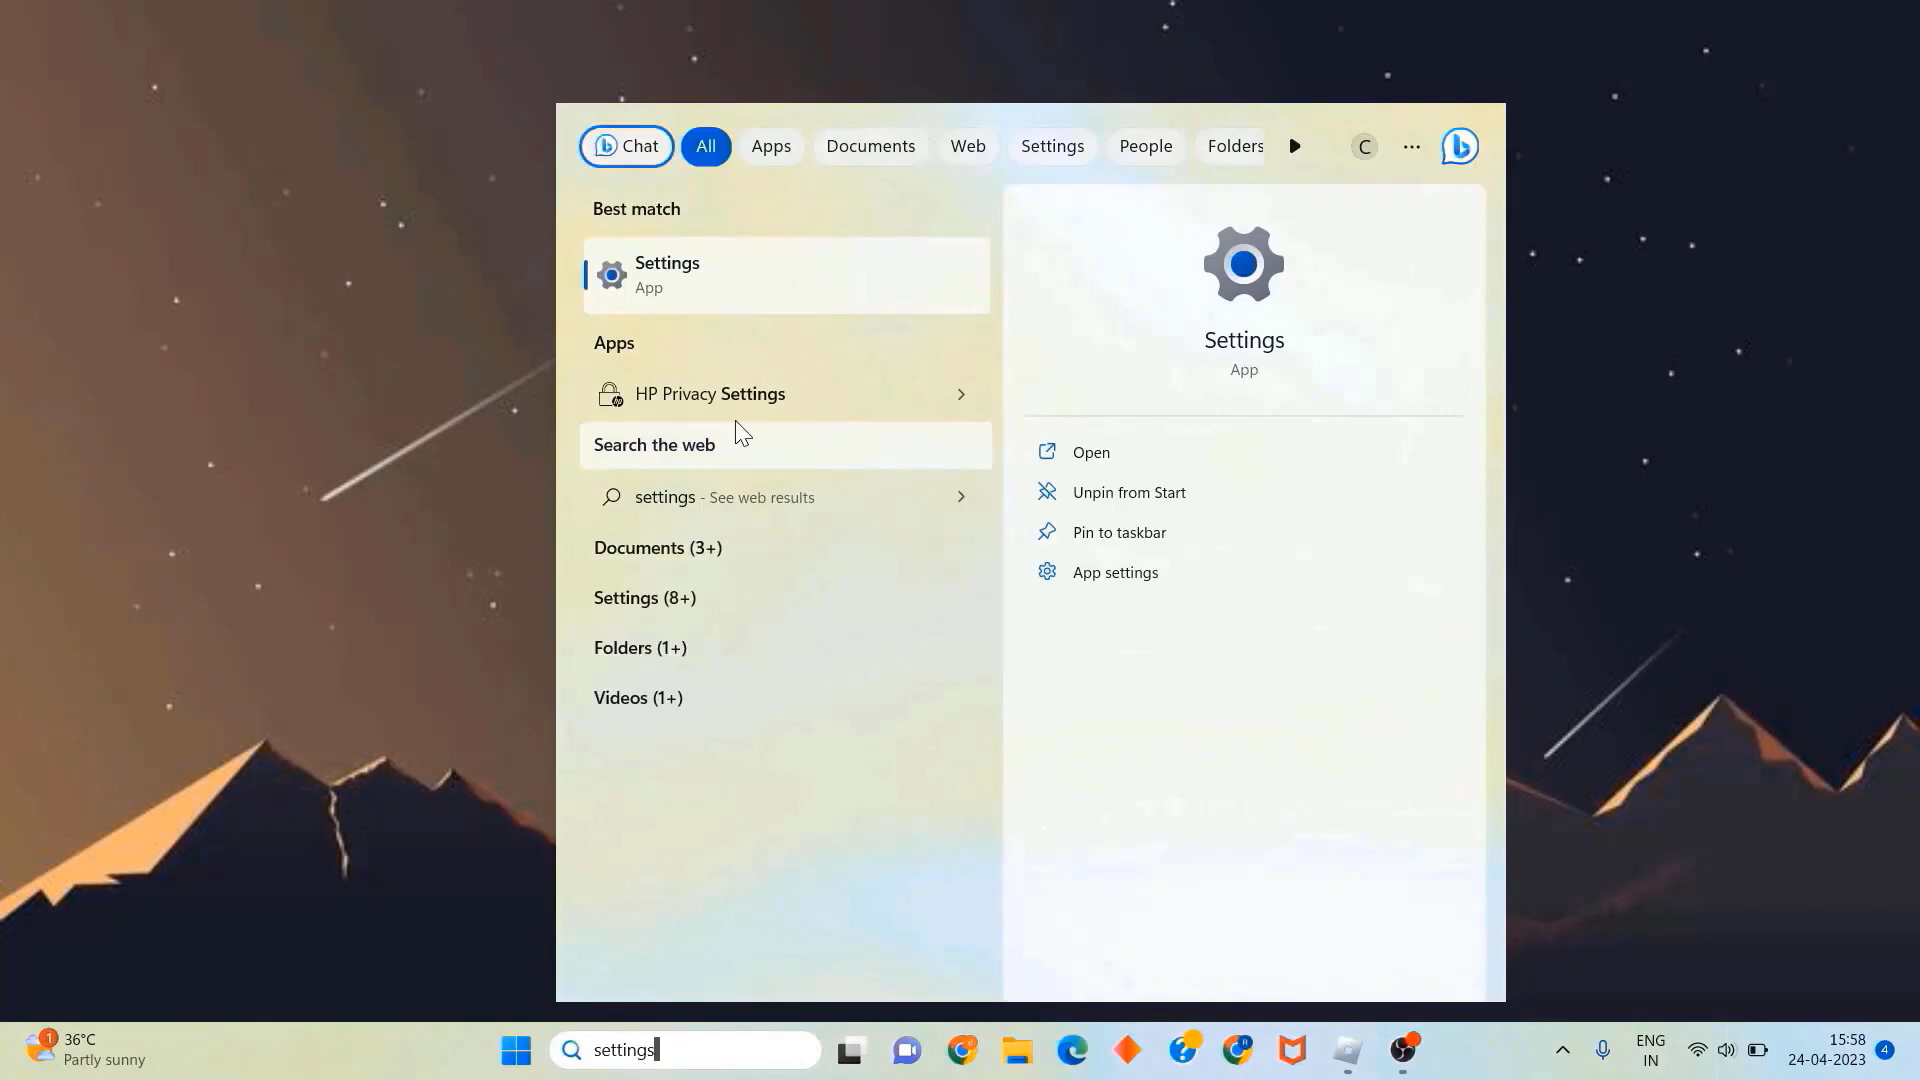 Chat
All
Apps
Documents
Web
Settings
People
Folders
C
Best match
Settings
App
Apps
HP Privacy Settings
Search the web
settings - See web results
Documents (3+)
Settings (8+)
Folders (1+)
Videos (1+)
Settings
App
Open
Unpin from Start
Pin to taskbar
App settings
1
36°C
Partly sunny
settings
ENG
IN
15:58
24-04-2023
4